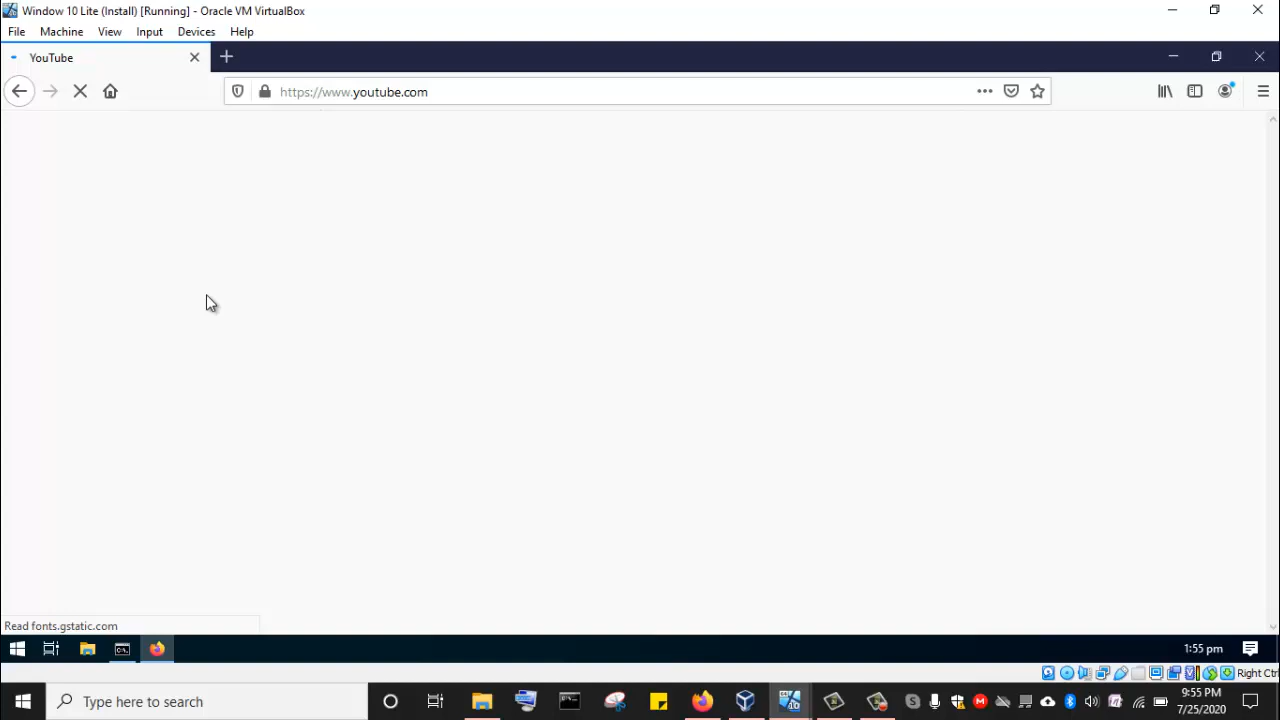 Window 10 Lite (Install) [Running] - Oracle VM VirtualBox
File Machine View Input Devices Help
YouTube
https://www.youtube.com
Read fonts.gstatic.com
1:55 pm
Right Ctrl
Type here to search
9:55 PM
7/25/2020